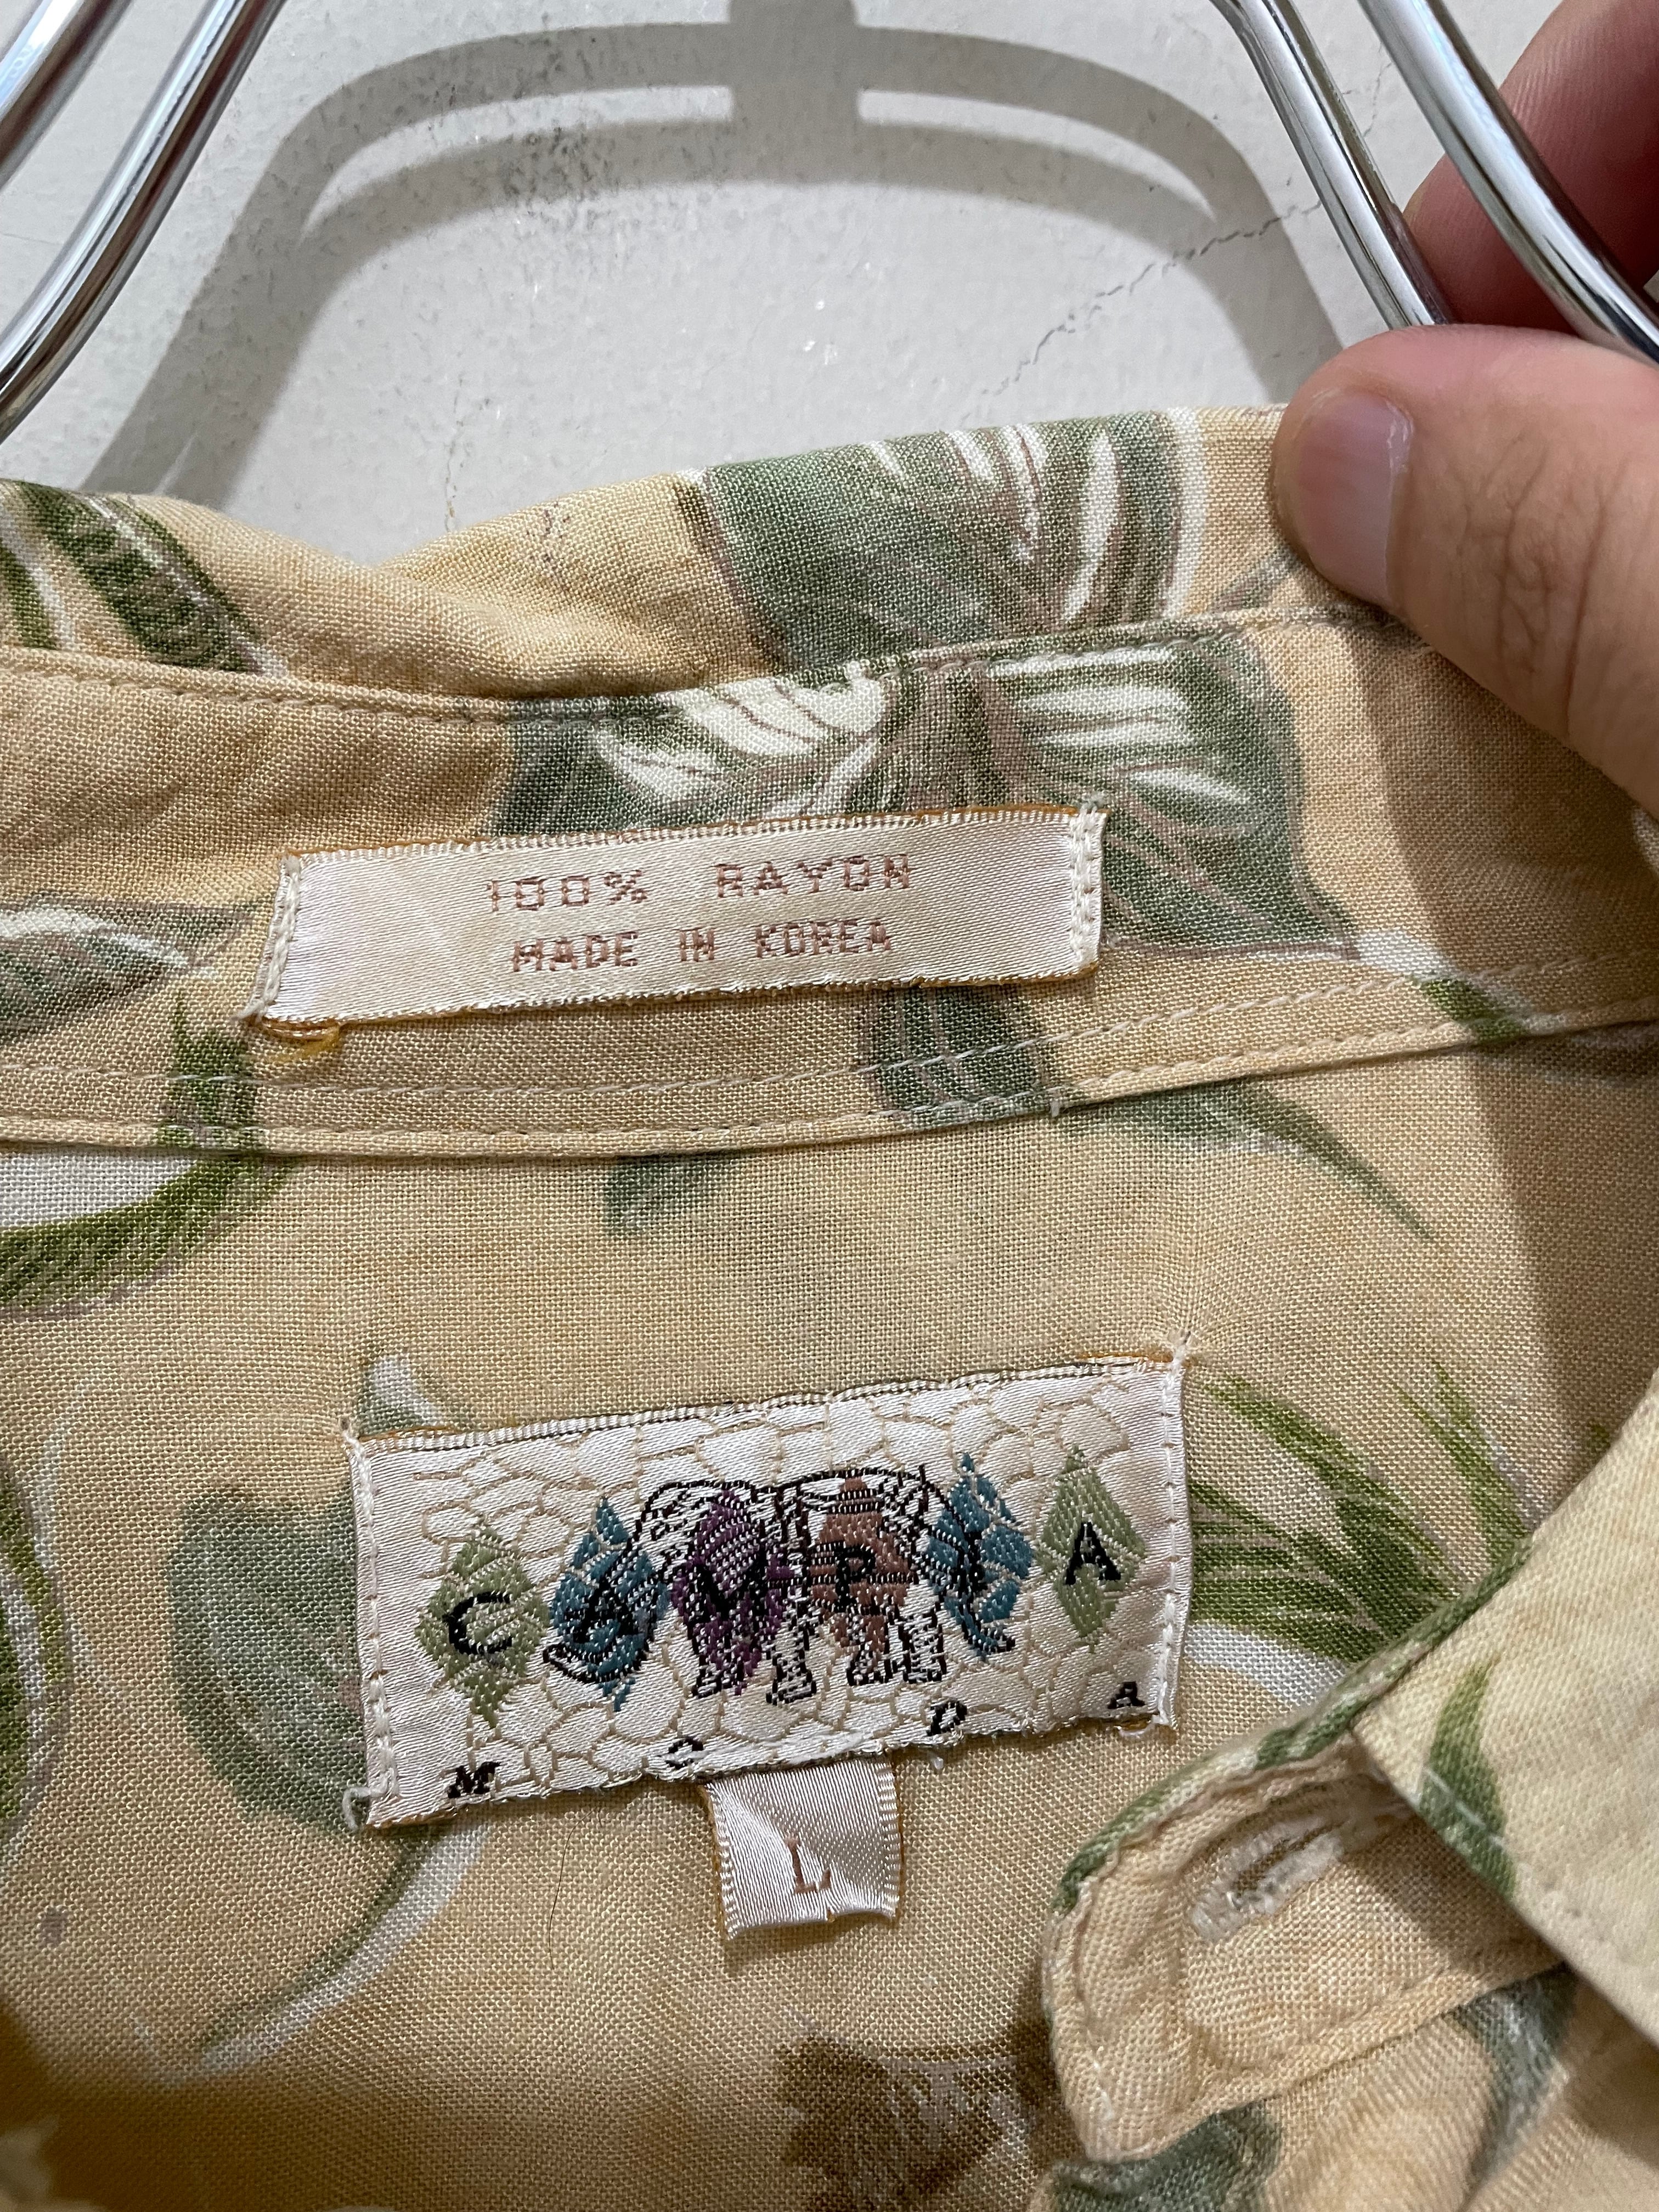 100% RAYON
MADE IN KOREA
CAMPIA
MODA
L